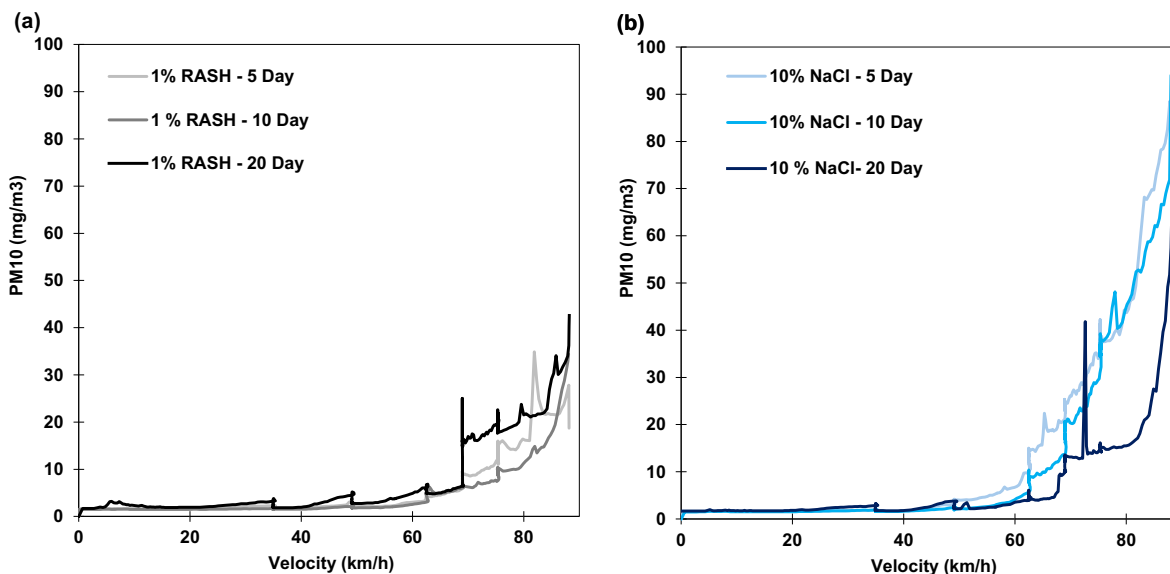 (a)
100
90
80
70
60
50
40
30
20
10
0
PM10 (mg/m3)
1% RASH - 5 Day
1 % RASH - 10 Day
1% RASH - 20 Day
0 20 40 60 80
Velocity (km/h)
(b)
100
90
80
70
60
50
40
30
20
10
0
PM10 (mg/m3)
10% NaCl - 5 Day
10% NaCl - 10 Day
10 % NaCl- 20 Day
0 20 40 60 80
Velocity (km/h)